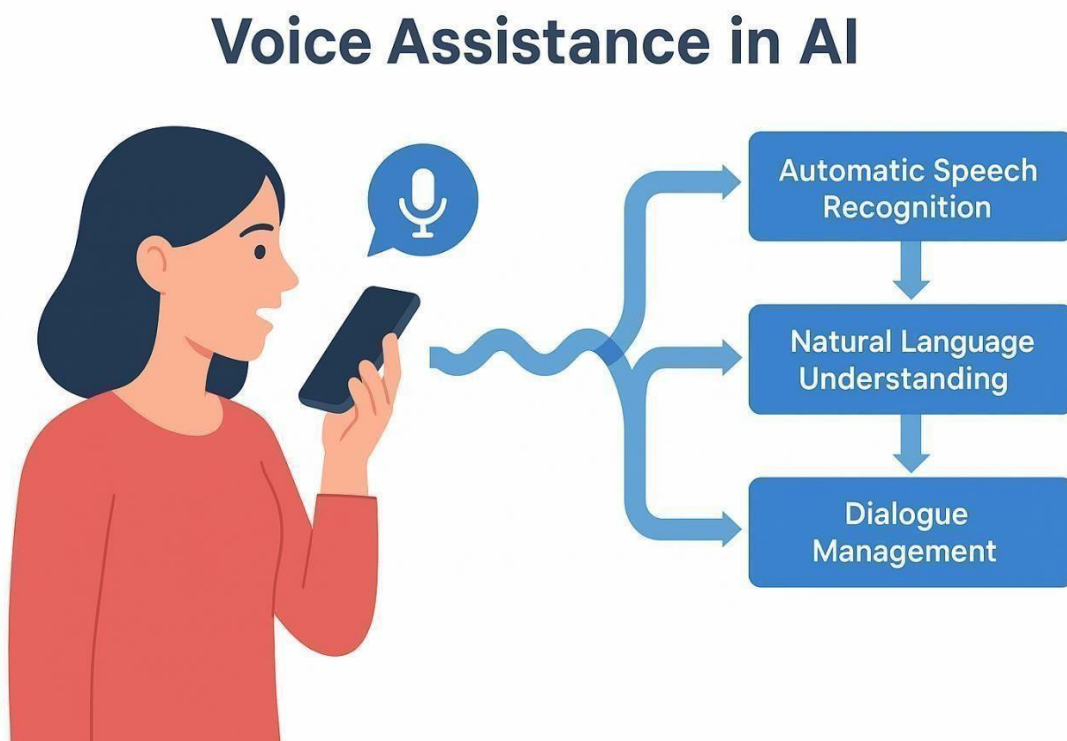 Voice Assistance in AI
Automatic Speech
Recognition
Natural Language
Understanding
Dialogue
Management